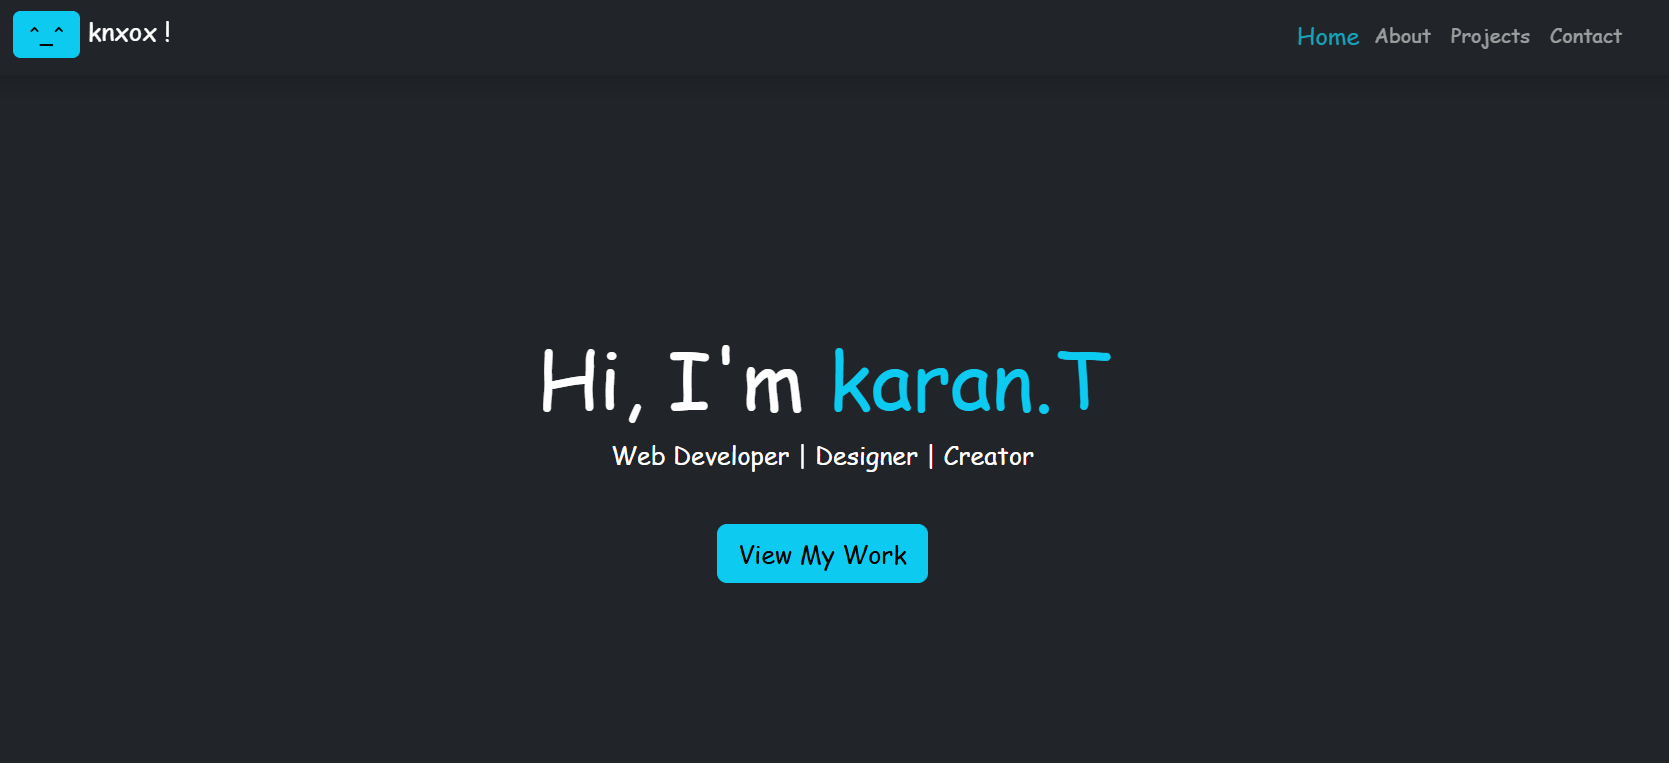 ^_^ knxox !
Home About Projects Contact
Hi, I'm karan.T
Web Developer | Designer | Creator
View My Work